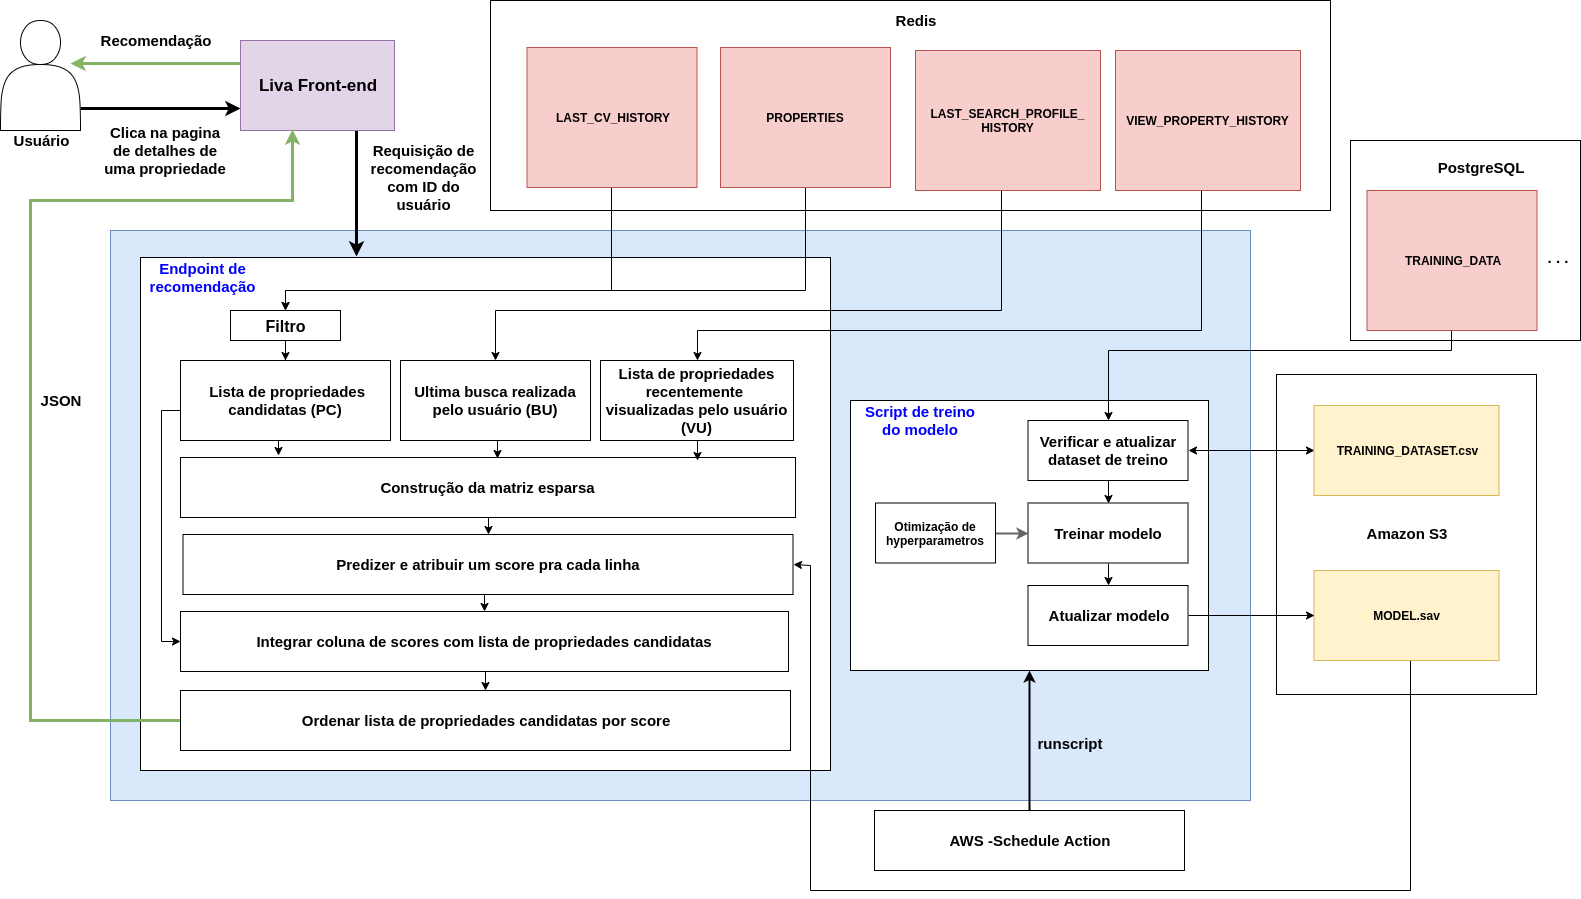 Recomendação
Liva Front-end
Usuário
Clica na pagina
de detalhes de
uma propriedade
Requisição de
recomendação
com ID do
usuário
Redis
LAST_CV_HISTORY
PROPERTIES
LAST_SEARCH_PROFILE_
HISTORY
VIEW_PROPERTY_HISTORY
PostgreSQL
TRAINING_DATA
. . .
Endpoint de
recomendação
Filtro
Lista de propriedades
candidatas (PC)
Ultima busca realizada
pelo usuário (BU)
Lista de propriedades
recentemente
visualizadas pelo usuário
(VU)
JSON
Construção da matriz esparsa
Predizer e atribuir um score pra cada linha
Integrar coluna de scores com lista de propriedades candidatas
Ordenar lista de propriedades candidatas por score
Script de treino
do modelo
Verificar e atualizar
dataset de treino
Otimização de
hyperparametros
Treinar modelo
Atualizar modelo
TRAINING_DATASET.csv
Amazon S3
MODEL.sav
runscript
AWS -Schedule Action